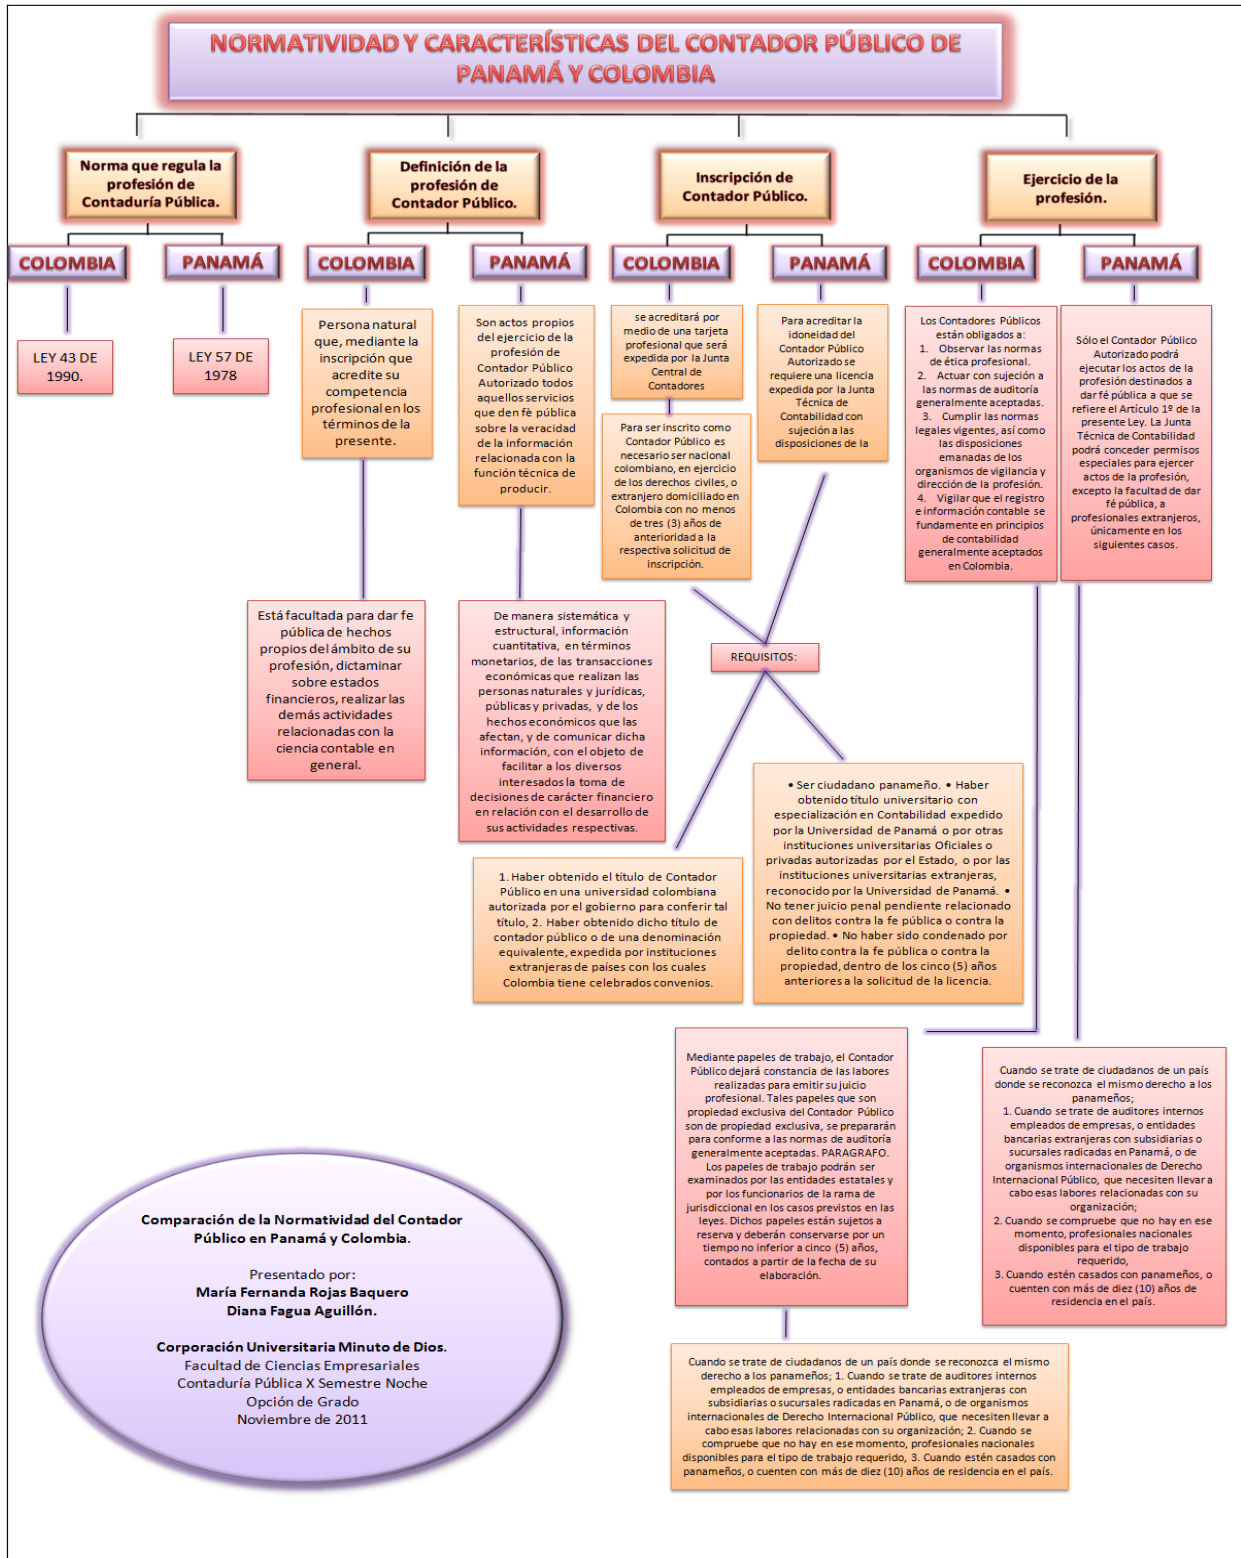 NORMATIVIDAD Y CARACTERÍSTICAS DEL CONTADOR PÚBLICO DE
PANAMÁ Y COLOMBIA
Norma que regula la
profesión de
Contaduría Pública.
COLOMBIA
PANAMÁ
LEY 43 DE
1990.
LEY 57 DE
1978
Definición de la
profesión de
Contador Público.
COLOMBIA
PANAMÁ
Persona natural
que, mediante la
inscripción que
acredite su
competencia
profesional en los
términos de la
presente.
Está facultada para dar fe
pública de hechos
propios del ámbito de su
profesión, dictaminar
sobre estados
financieros, realizar las
demás actividades
relacionadas con la
ciencia contable en
general.
Son actos propios
del ejercicio de la
profesión de
Contador Público
Autorizado todos
aquellos servicios
que den fè pública
sobre la veracidad
de la información
relacionada con la
función técnica de
producir.
De manera sistemática y
estructural, información
cuantitativa, en términos
monetarios, de las transacciones
económicas que realizan las
personas naturales y jurídicas,
públicas y privadas, y de los
hechos económicos que las
afectan, y de comunicar dicha
información, con el objeto de
facilitar a los diversos
interesados la toma de
decisiones de carácter financiero
en relación con el desarrollo de
sus actividades respectivas.
Inscripción de
Contador Público.
COLOMBIA
PANAMÁ
se acreditará por
medio de una tarjeta
profesional que será
expedida por la Junta
Central de
Contadores
Para ser inscrito como
Contador Público es
necesario ser nacional
colombiano, en ejercicio
de los derechos civiles, o
extranjero domiciliado en
Colombia con no menos
de tres (3) años de
anterioridad a la
respectiva solicitud de
inscripción.
Para acreditar la
idoneidad del
Contador Público
Autorizado se
requiere una licencia
expedida por la Junta
Técnica de
Contabilidad con
sujeción a las
disposiciones de la
REQUISITOS:
1. Haber obtenido el título de Contador
Público en una universidad colombiana
autorizada por el gobierno para conferir tal
título, 2. Haber obtenido dicho título de
contador público o de una denominación
equivalente, expedida por instituciones
extranjeras de países con los cuales
Colombia tiene celebrados convenios.
• Ser ciudadano panameño. • Haber
obtenido título universitario con
especialización en Contabilidad expedido
por la Universidad de Panamá o por otras
instituciones universitarias Oficiales o
privadas autorizadas por el Estado, o por las
instituciones universitarias extranjeras,
reconocido por la Universidad de Panamá. •
No tener juicio penal pendiente relacionado
con delitos contra la fe pública o contra la
propiedad. • No haber sido condenado por
delito contra la fe pública o contra la
propiedad, dentro de los cinco (5) años
anteriores a la solicitud de la licencia.
Ejercicio de la
profesión.
COLOMBIA
PANAMÁ
Los Contadores Públicos
están obligados a:
1. Observar las normas
de ética profesional.
2. Actuar con sujeción a
las normas de auditoría
generalmente aceptadas.
3. Cumplir las normas
legales vigentes, así como
las disposiciones
emanadas de los
organismos de vigilancia y
dirección de la profesión.
4. Vigilar que el registro
e información contable se
fundamente en principios
de contabilidad
generalmente aceptados
en Colombia.
Sólo el Contador Público
Autorizado podrá
ejecutar los actos de la
profesión destinados a
dar fé pública a que se
refiere el Artículo 1º de la
presente Ley. La Junta
Técnica de Contabilidad
podrá conceder permisos
especiales para ejercer
actos de la profesión,
excepto la facultad de dar
fé pública, a
profesionales extranjeros,
únicamente en los
siguientes casos.
Mediante papeles de trabajo, el Contador
Público dejará constancia de las labores
realizadas para emitir su juicio
profesional. Tales papeles que son
propiedad exclusiva del Contador Público
son de propiedad exclusiva, se prepararán
para conforme a las normas de auditoría
generalmente aceptadas. PARAGRAFO.
Los papeles de trabajo podrán ser
examinados por las entidades estatales y
por los funcionarios de la rama de
jurisdiccional en los casos previstos en las
leyes. Dichos papeles están sujetos a
reserva y deberán conservarse por un
tiempo no inferior a cinco (5) años,
contados a partir de la fecha de su
elaboración.
Cuando se trate de ciudadanos de un país
donde se reconozca el mismo derecho a los
panameños;
1. Cuando se trate de auditores internos
empleados de empresas, o entidades
bancarias extranjeras con subsidiarias o
sucursales radicadas en Panamá, o de
organismos internacionales de Derecho
Internacional Público, que necesiten llevar a
cabo esas labores relacionadas con su
organización;
2. Cuando se compruebe que no hay en ese
momento, profesionales nacionales
disponibles para el tipo de trabajo
requerido,
3. Cuando estén casados con panameños, o
cuenten con más de diez (10) años de
residencia en el país.
Cuando se trate de ciudadanos de un país donde se reconozca el mismo
derecho a los panameños; 1. Cuando se trate de auditores internos
empleados de empresas, o entidades bancarias extranjeras con
subsidiarias o sucursales radicadas en Panamá, o de organismos
internacionales de Derecho Internacional Público, que necesiten llevar a
cabo esas labores relacionadas con su organización; 2. Cuando se
compruebe que no hay en ese momento, profesionales nacionales
disponibles para el tipo de trabajo requerido, 3. Cuando estén casados con
panameños, o cuenten con más de diez (10) años de residencia en el país.
Comparación de la Normatividad del Contador
Público en Panamá y Colombia.
Presentado por:
María Fernanda Rojas Baquero
Diana Fagua Aguillón.
Corporación Universitaria Minuto de Dios.
Facultad de Ciencias Empresariales
Contaduría Pública X Semestre Noche
Opción de Grado
Noviembre de 2011